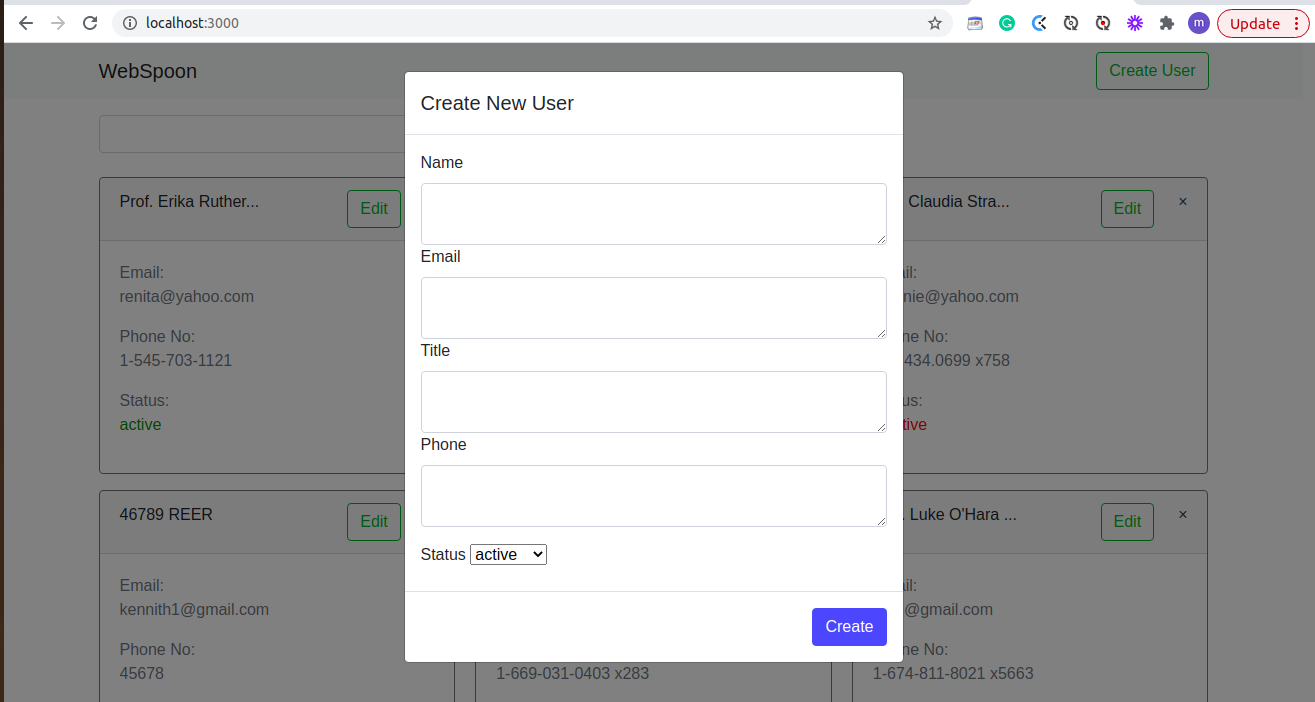 localhost:3000
m
Update
WebSpoon
Create User
Create New User
Name
Email
Title
Phone
Status active
Create
Prof. Erika Ruther...
Edit
Email:
renita@yahoo.com
Phone No:
1-545-703-1121
Status:
active
Claudia Stra...
Edit
×
ail:
nie@yahoo.com
ne No:
434.0699 x758
us:
tive
46789 REER
Edit
Email:
kennith1@gmail.com
Phone No:
45678
1-669-031-0403 x283
. Luke O'Hara ...
Edit
×
ail:
@gmail.com
ne No:
1-674-811-8021 x5663